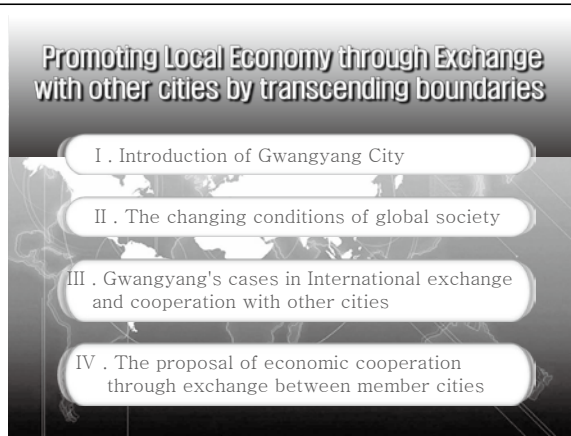 Promoting Local Economy through Exchange
with other cities by transcending boundaries
Ⅰ. Introduction of Gwangyang City
Ⅱ. The changing conditions of global society
Ⅲ. Gwangyang's cases in International exchange
and cooperation with other cities
Ⅳ. The proposal of economic cooperation
through exchange between member cities